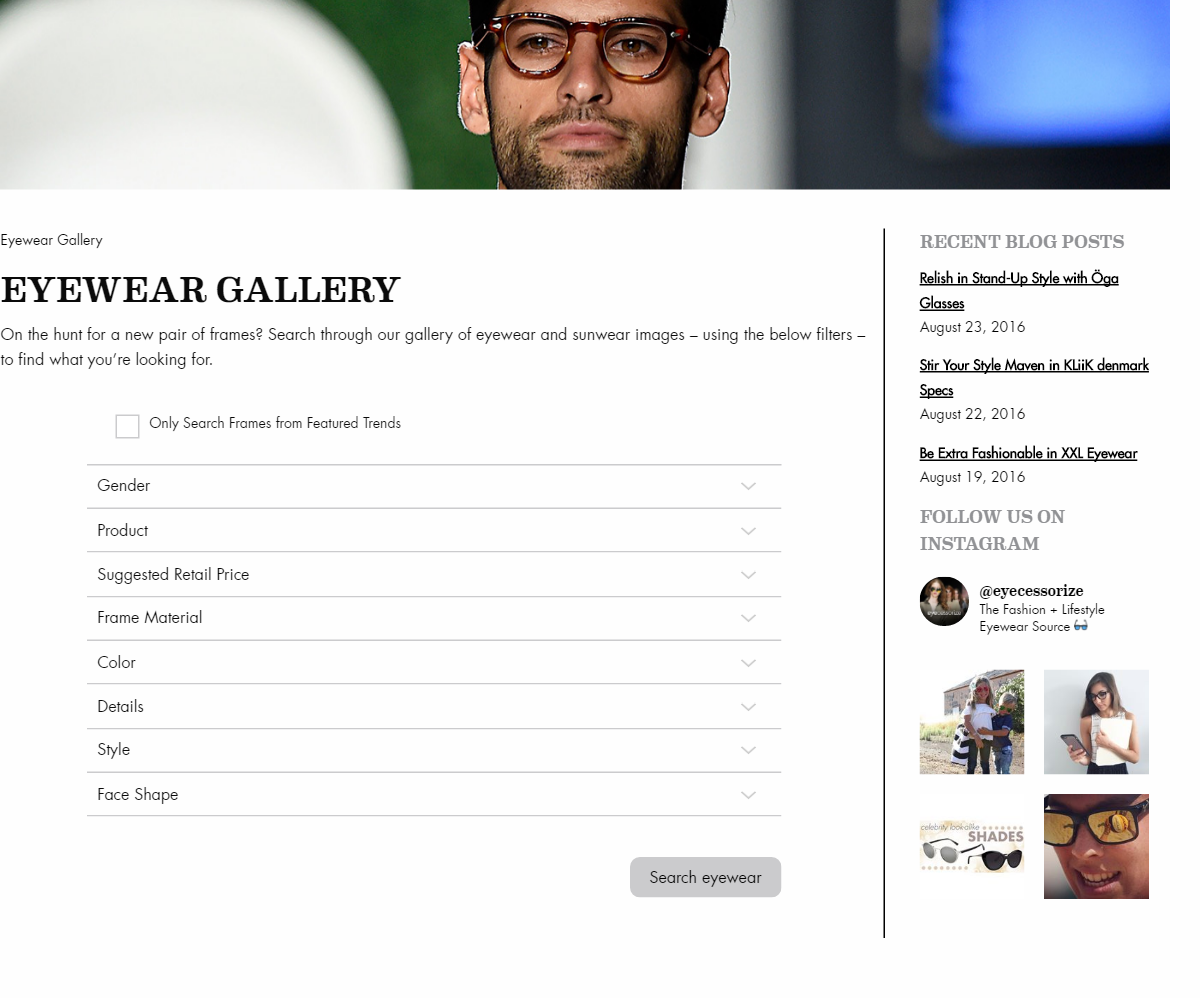 Eyewear Gallery
EYEWEAR GALLERY
On the hunt for a new pair of frames? Search through our gallery of eyewear and sunwear images – using the below filters –
to find what you're looking for.
Only Search Frames from Featured Trends
Gender
Product
Suggested Retail Price
Frame Material
Color
Details
Style
Face Shape
Search eyewear
RECENT BLOG POSTS
Relish in Stand-Up Style with Öga
Glasses
August 23, 2016
Stir Your Style Maven in KLiiK denmark
Specs
August 22, 2016
Be Extra Fashionable in XXL Eyewear
August 19, 2016
FOLLOW US ON
INSTAGRAM
eyecessorize
@eyecessorize
The Fashion + Lifestyle
Eyewear Source 👓
celebrity lookalike
SHADES